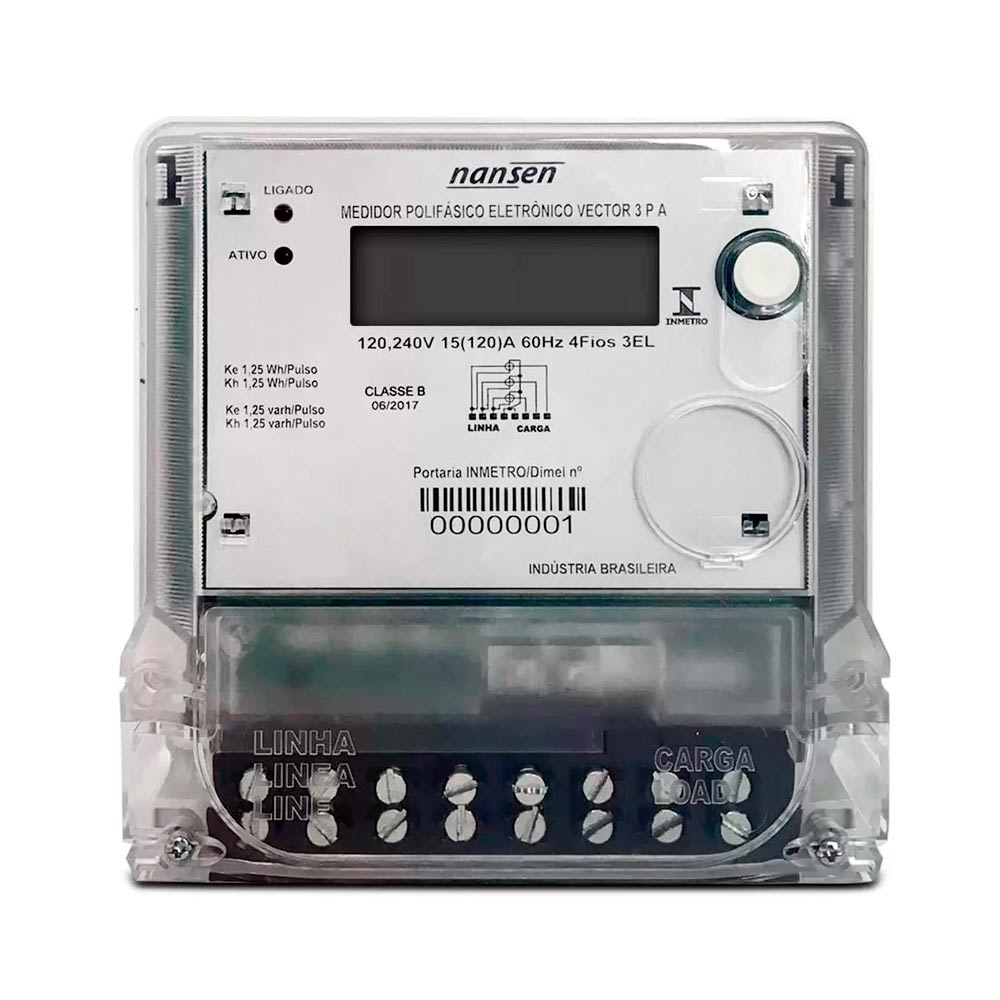 nansen
LIGADO
MEDIDOR POLIFÁSICO ELETRÔNICO VECTOR 3 P A
ATIVO
INMETRO
120,240V 15(120)A 60Hz 4Fios 3EL
Ke 1,25 Wh/Pulso
Kh 1,25 Wh/Pulso
CLASSE B
06/2017
Ke 1,25 varh/Pulso
Kh 1,25 varh/Pulso
LINHA CARGA
Portaria INMETRO/Dimel nº
00000001
INDÚSTRIA BRASILEIRA
LINHA
LINEA
LINE
CARGA
LOAD